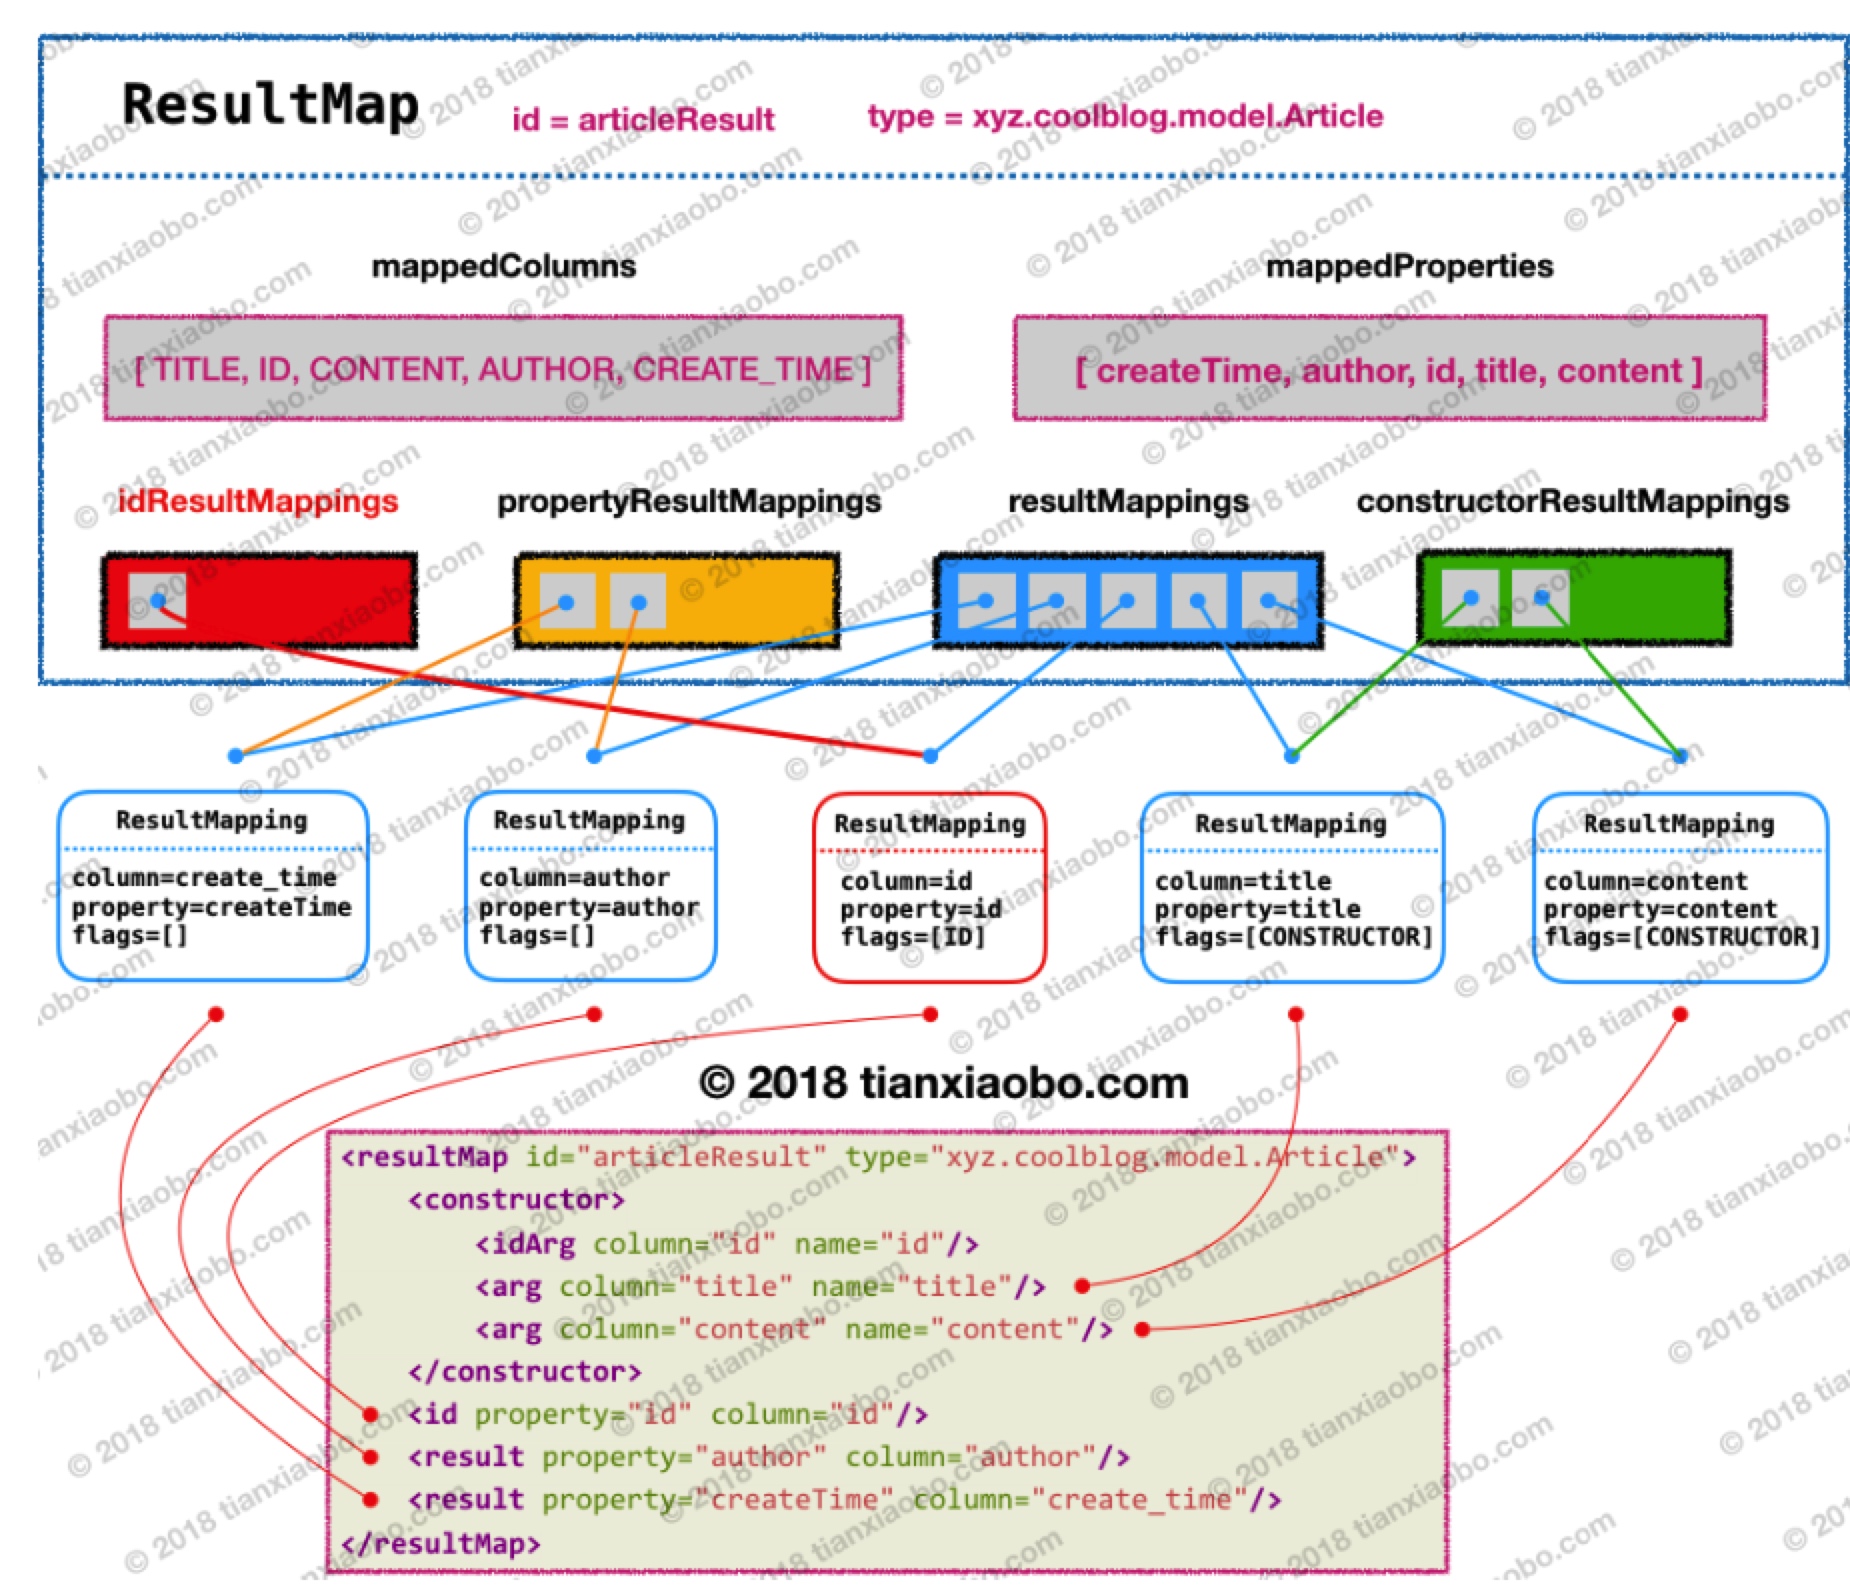 ResultMap id = articleResult type = xyz.coolblog.model.Article
mappedColumns mappedProperties
[ TITLE, ID, CONTENT, AUTHOR, CREATE_TIME ] [ createTime, author, id, title, content ]
idResultMappings propertyResultMappings resultMappings constructorResultMappings
ResultMapping
column=create_time
property=createTime
flags=[]
ResultMapping
column=author
property=author
flags=[]
ResultMapping
column=id
property=id
flags=[ID]
ResultMapping
column=title
property=title
flags=[CONSTRUCTOR]
ResultMapping
column=content
property=content
flags=[CONSTRUCTOR]
© 2018 tianxiaobo.com
<resultMap id="articleResult" type="xyz.coolblog.model.Article">
<constructor>
<idArg column="id" name="id"/>
<arg column="title" name="title"/>
<arg column="content" name="content"/>
</constructor>
<id property="id" column="id"/>
<result property="author" column="author"/>
<result property="createTime" column="create_time"/>
</resultMap>